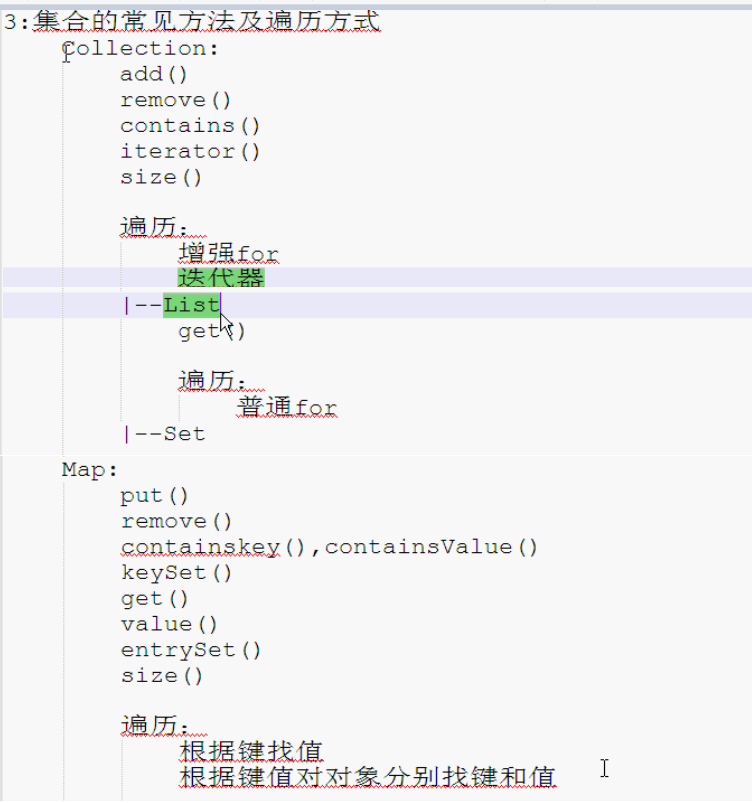 3:集合的常见方法及遍历方式
Collection:
add()
remove()
contains()
iterator()
size()
遍历:
增强for
迭代器
|--List
get()
遍历:
普通for
|--Set
Map:
put()
remove()
containskey(),containsValue()
keySet()
get()
value()
entrySet()
size()
遍历:
根据键找值
根据键值对对象分别找键和值